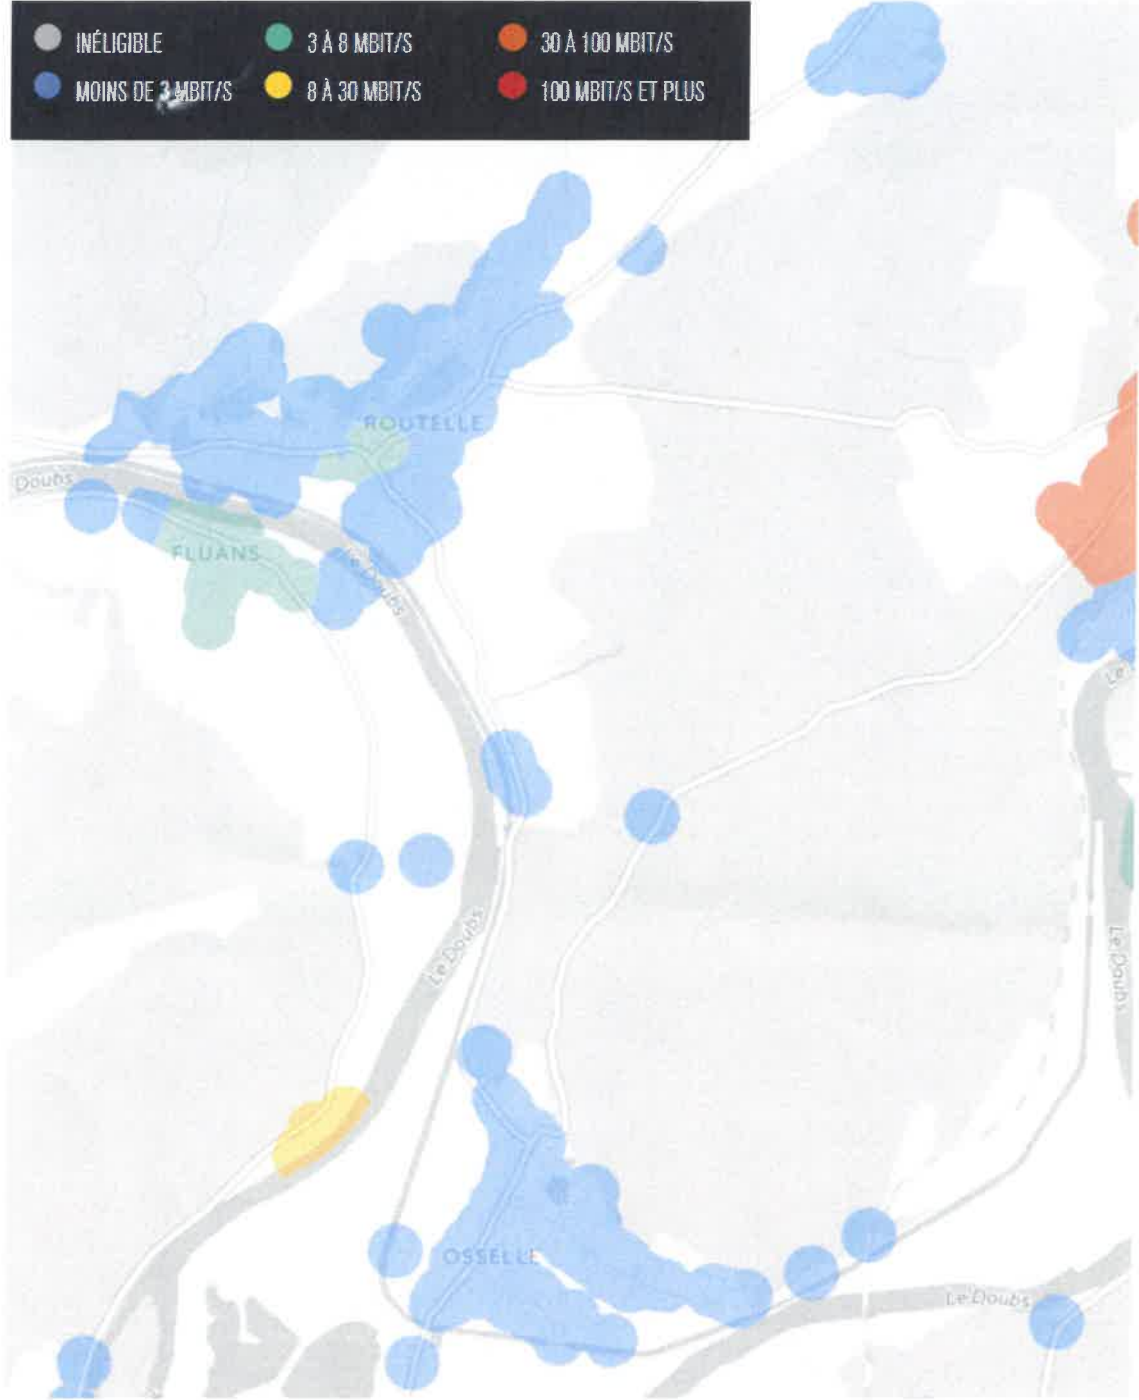 INÉLIGIBLE
3 À 8 MBIT/S
30 À 100 MBIT/S
MOINS DE 3 MBIT/S
8 À 30 MBIT/S
100 MBIT/S ET PLUS
ROUTELLE
Doubs
FLUANS
Le Doubs
Le
Le Doubs
Le Doubs
OSSELLE
Le Doubs